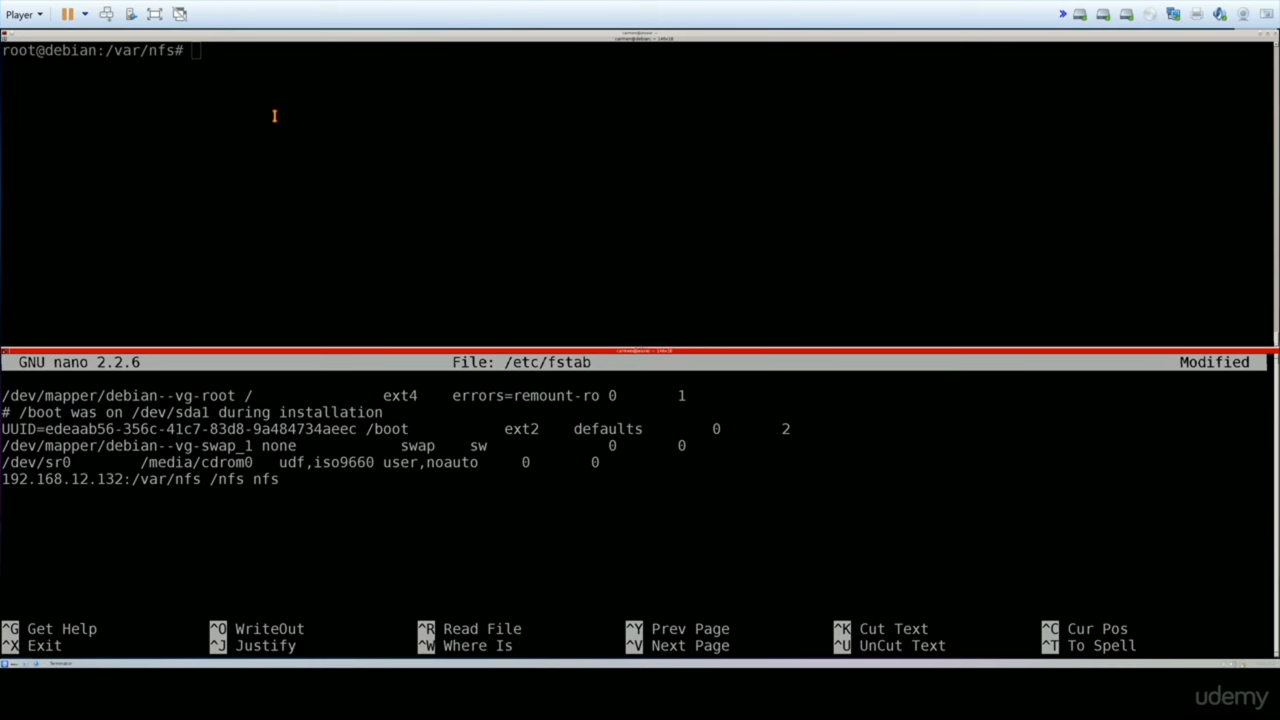 Player
root@debian:/var/nfs#
GNU nano 2.2.6 File: /etc/fstab Modified
/dev/mapper/debian--vg-root / ext4 errors=remount-ro 0 1
# /boot was on /dev/sda1 during installation
UUID=edeaab56-356c-41c7-83d8-9a484734aeec /boot ext2 defaults 0 2
/dev/mapper/debian--vg-swap_1 none swap sw 0 0
/dev/sr0 /media/cdrom0 udf,iso9660 user,noauto 0 0
192.168.12.132:/var/nfs /nfs nfs
^G Get Help ^O WriteOut ^R Read File ^Y Prev Page ^K Cut Text ^C Cur Pos
^X Exit ^J Justify ^W Where Is ^V Next Page ^U UnCut Text ^T To Spell
Terminator
udemy